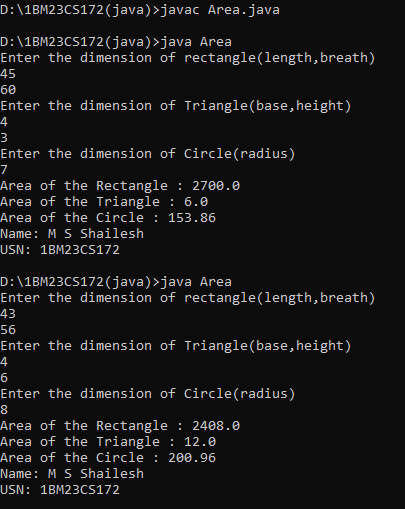 D:\1BM23CS172(java)>javac Area.java
D:\1BM23CS172(java)>java Area
Enter the dimension of rectangle(length,breath)
45
60
Enter the dimension of Triangle(base,height)
4
3
Enter the dimension of Circle(radius)
7
Area of the Rectangle : 2700.0
Area of the Triangle : 6.0
Area of the Circle : 153.86
Name: M S Shailesh
USN: 1BM23CS172
D:\1BM23CS172(java)>java Area
Enter the dimension of rectangle(length,breath)
43
56
Enter the dimension of Triangle(base,height)
4
6
Enter the dimension of Circle(radius)
8
Area of the Rectangle : 2408.0
Area of the Triangle : 12.0
Area of the Circle : 200.96
Name: M S Shailesh
USN: 1BM23CS172